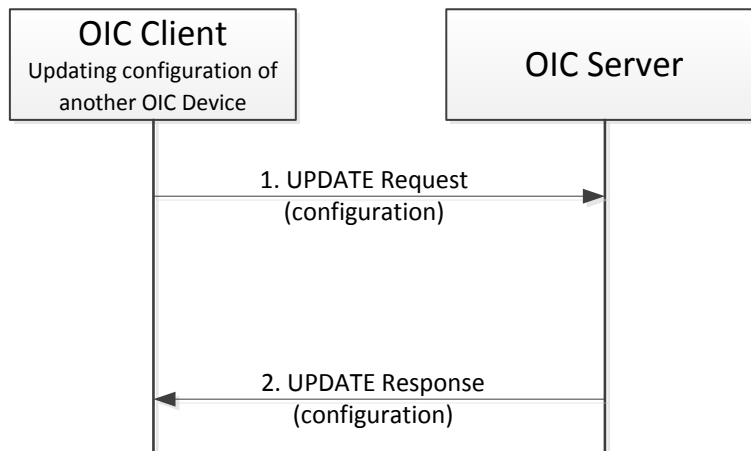 OIC Client
Updating configuration of
another OIC Device
OIC Server
1. UPDATE Request
(configuration)
2. UPDATE Response
(configuration)